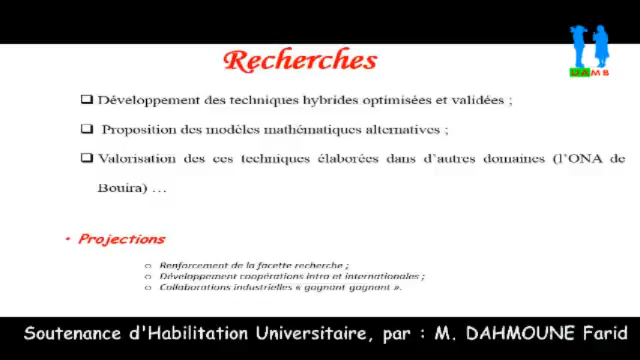 Recherches
DAMB
Développement des techniques hybrides optimisées et validées ;
Proposition des modèles mathématiques alternatives ;
Valorisation des ces techniques élaborées dans d'autres domaines (l'ONA de
Bouira) ...
• Projections
o Renforcement de la facette recherche ;
o Développement coopérations intra et internationales ;
o Collaborations industrielles « gagnant gagnant ».
Soutenance d'Habilitation Universitaire, par : M. DAHMOUNE Farid